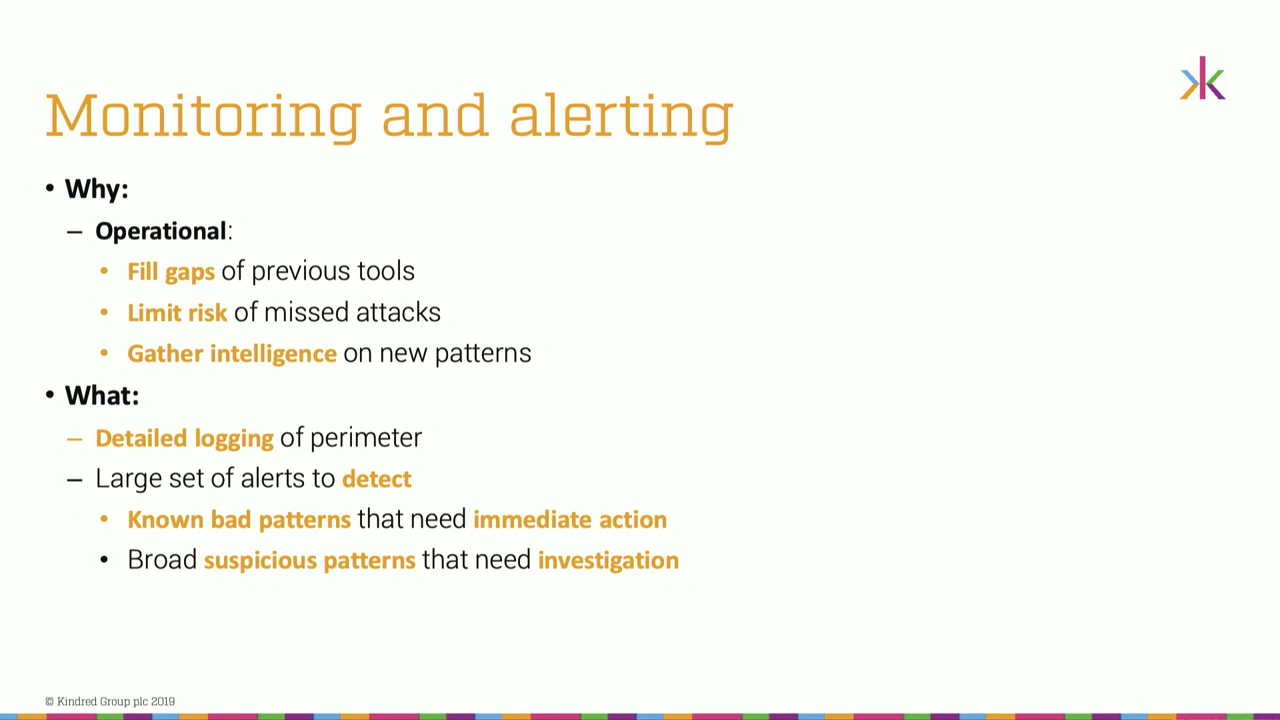 Monitoring and alerting
• Why:
– Operational:
• Fill gaps of previous tools
• Limit risk of missed attacks
• Gather intelligence on new patterns
• What:
– Detailed logging of perimeter
– Large set of alerts to detect
• Known bad patterns that need immediate action
• Broad suspicious patterns that need investigation
© Kindred Group plc 2019